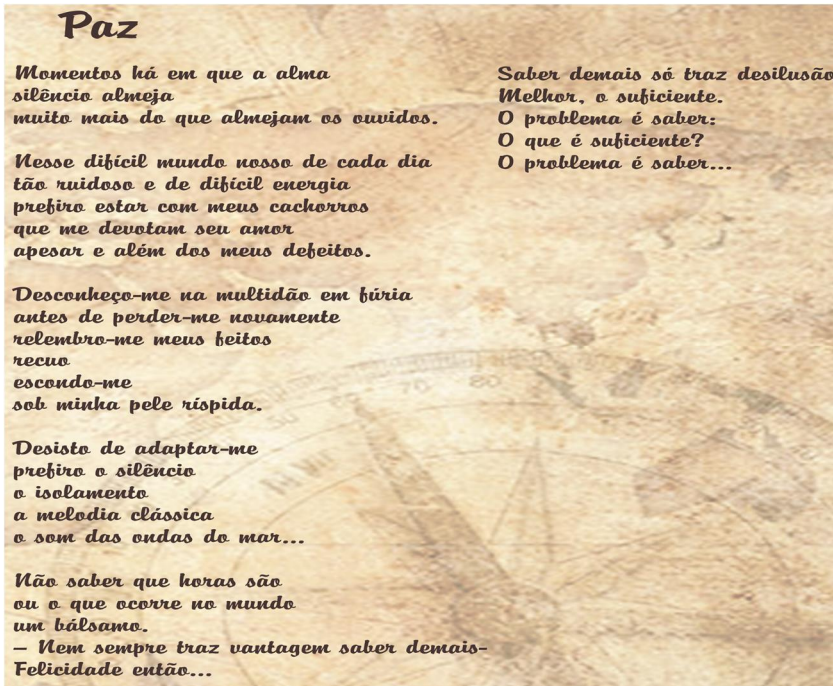 Paz
Momentos há em que a alma
silêncio almeja
muito mais do que almejam os ouvidos.
Nesse difícil mundo nosso de cada dia
tão ruidoso e de difícil energia
prefiro estar com meus cachorros
que me devotam seu amor
apesar e além dos meus defeitos.
Desconheço-me na multidão em fúria
antes de perder-me novamente
relembro-me meus feitos
recuo
escondo-me
sob minha pele ríspida.
Desisto de adaptar-me
prefiro o silêncio
o isolamento
a melodia clássica
o som das ondas do mar...
Não saber que horas são
ou o que ocorre no mundo
um bálsamo.
– Nem sempre traz vantagem saber demais-
Felicidade então...
Saber demais só traz desilusão
Melhor, o suficiente.
O problema é saber:
O que é suficiente?
O problema é saber...
70 80